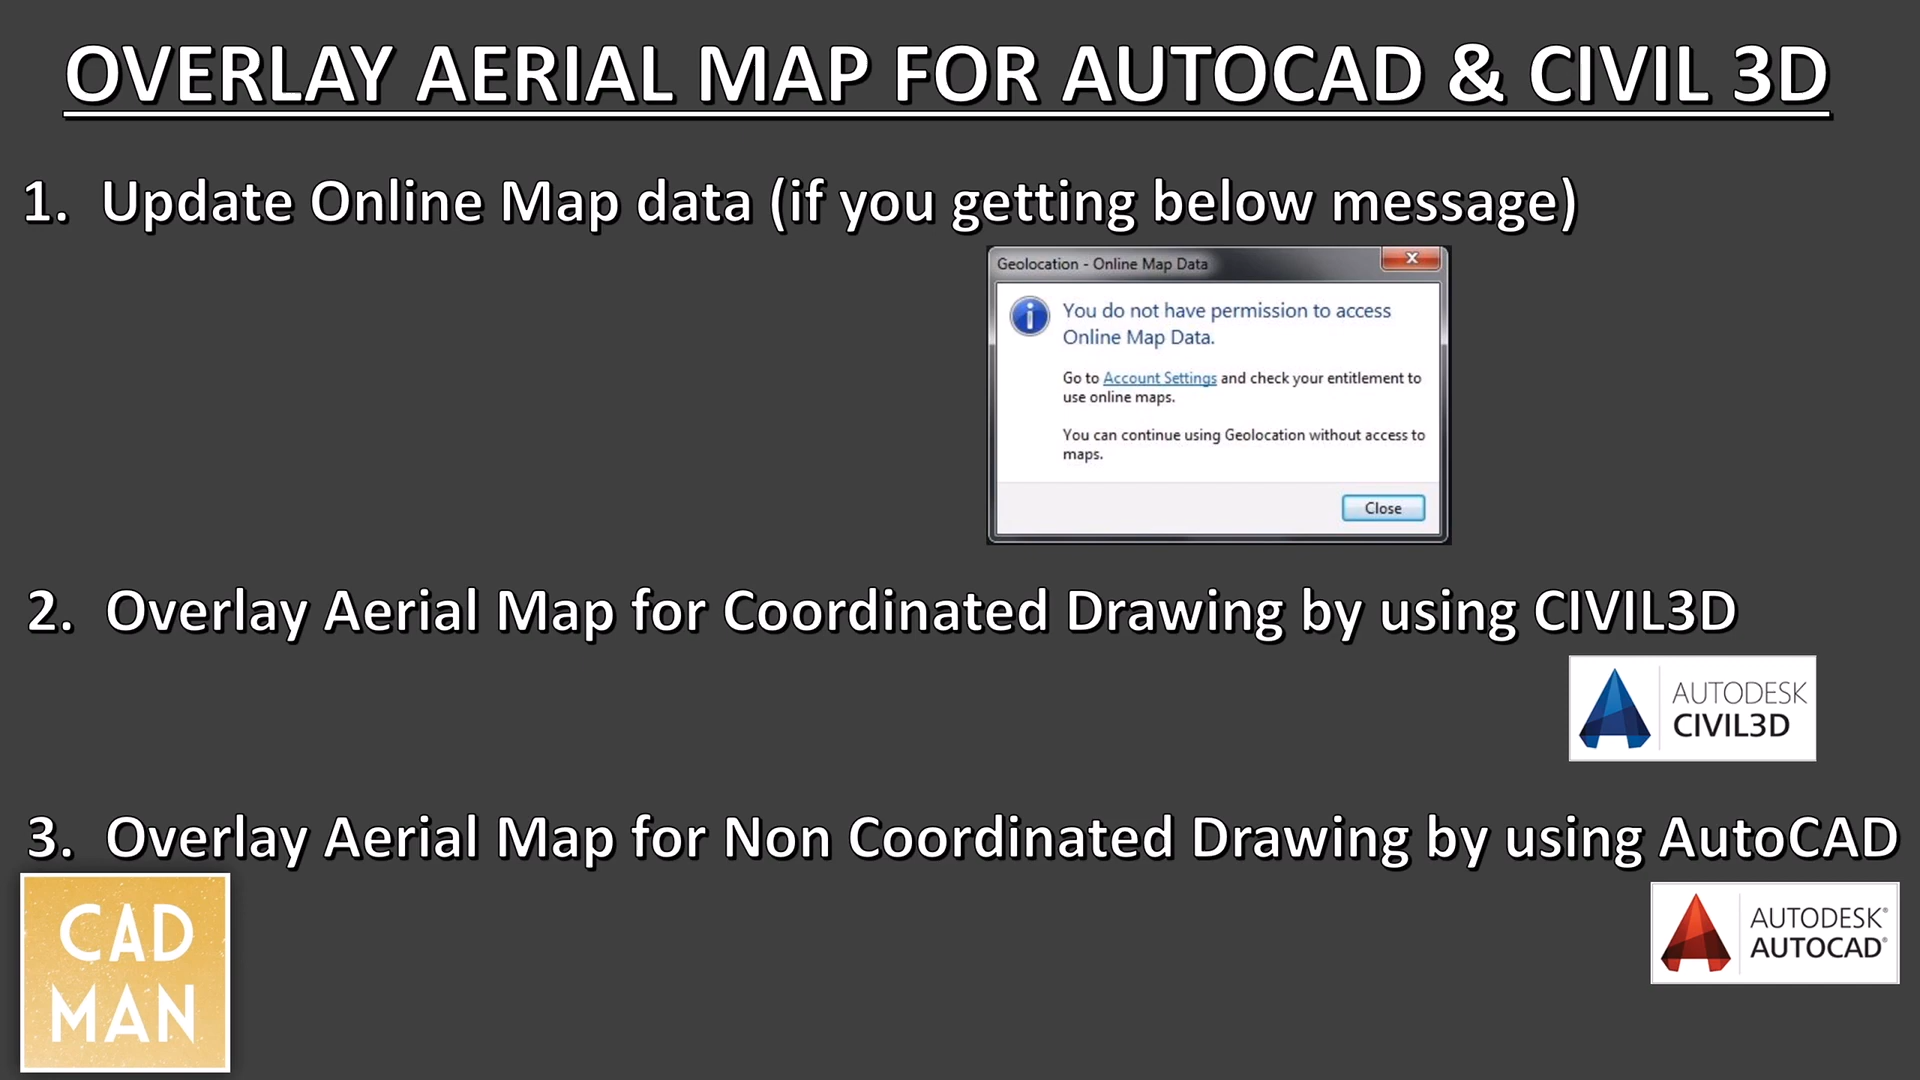 OVERLAY AERIAL MAP FOR AUTOCAD & CIVIL 3D
1. Update Online Map data (if you getting below message)
Geolocation - Online Map Data
You do not have permission to access
Online Map Data.
Go to Account Settings and check your entitlement to
use online maps.
You can continue using Geolocation without access to
maps.
Close
2. Overlay Aerial Map for Coordinated Drawing by using CIVIL3D
AUTODESK
CIVIL3D
3. Overlay Aerial Map for Non Coordinated Drawing by using AutoCAD
AUTODESK®
AUTOCAD®
CAD
MAN